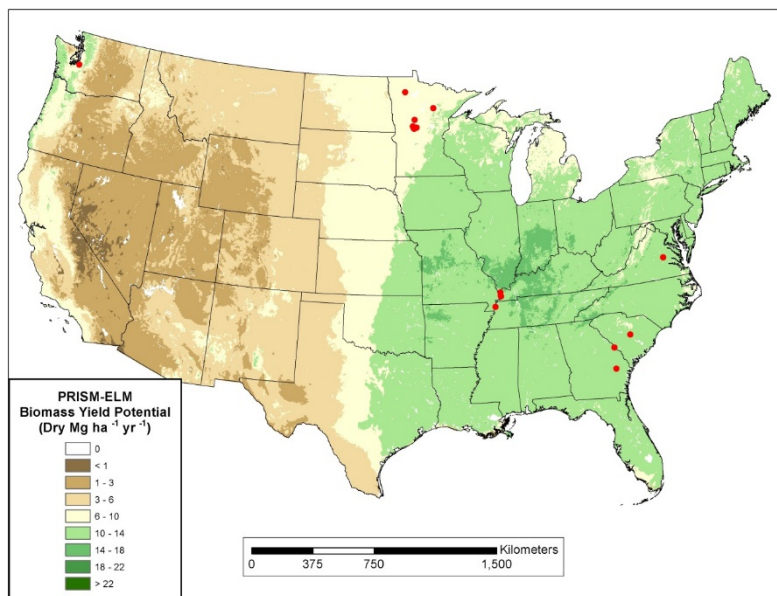 PRISM-ELM
Biomass Yield Potential
(Dry Mg ha -1 yr -1)
0
< 1
1 - 3
3 - 6
6 - 10
10 - 14
14 - 18
18 - 22
> 22
Kilometers
0 375 750 1,500